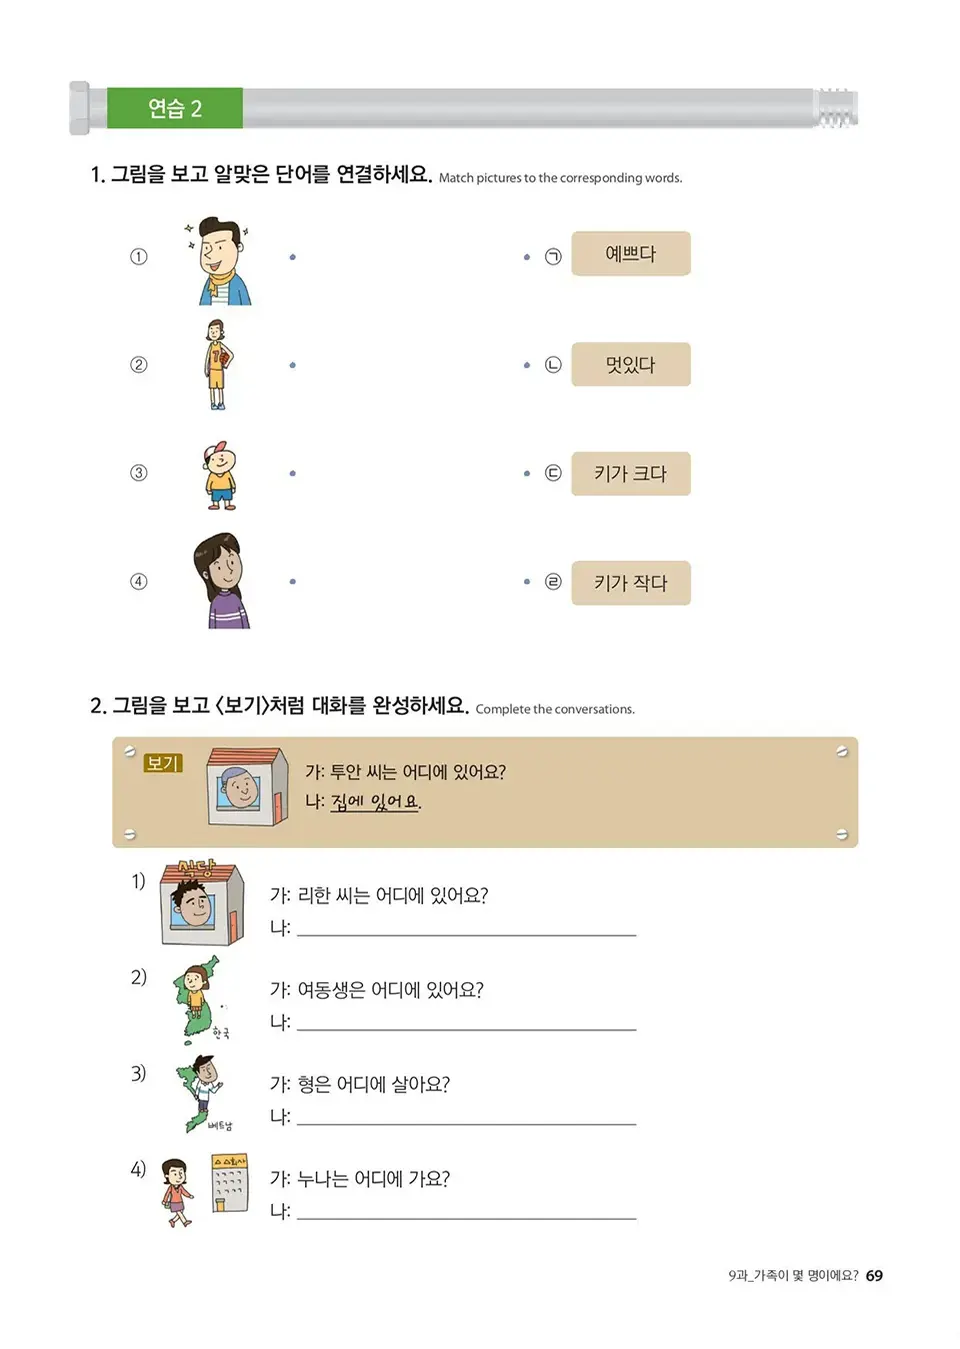 연습 2
1. 그림을 보고 알맞은 단어를 연결하세요. Match pictures to the corresponding words.
① ㉠ 예쁘다
7
② ㉡ 멋있다
③ ㉢ 키가 크다
④ ㉣ 키가 작다
2. 그림을 보고 〈보기〉처럼 대화를 완성하세요. Complete the conversations.
보기
가: 투안 씨는 어디에 있어요?
나: 집에 있어요.
식당
1) 가: 리한 씨는 어디에 있어요?
나:
2) 가: 여동생은 어디에 있어요?
나:
한국
3) 가: 형은 어디에 살아요?
나:
베트남
4) △△회사
가: 누나는 어디에 가요?
나:
9과_가족이 몇 명이에요? 69